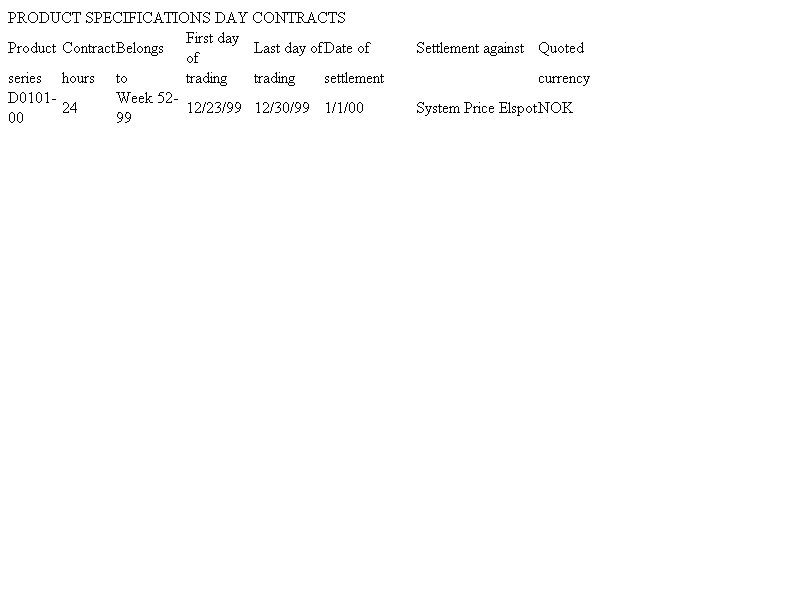 PRODUCT SPECIFICATIONS DAY CONTRACTS
Product Contract Belongs First day of Last day of Date of Settlement against Quoted
series hours to trading trading settlement currency
D0101-00 24 Week 52-99 12/23/99 12/30/99 1/1/00 System Price Elspot NOK